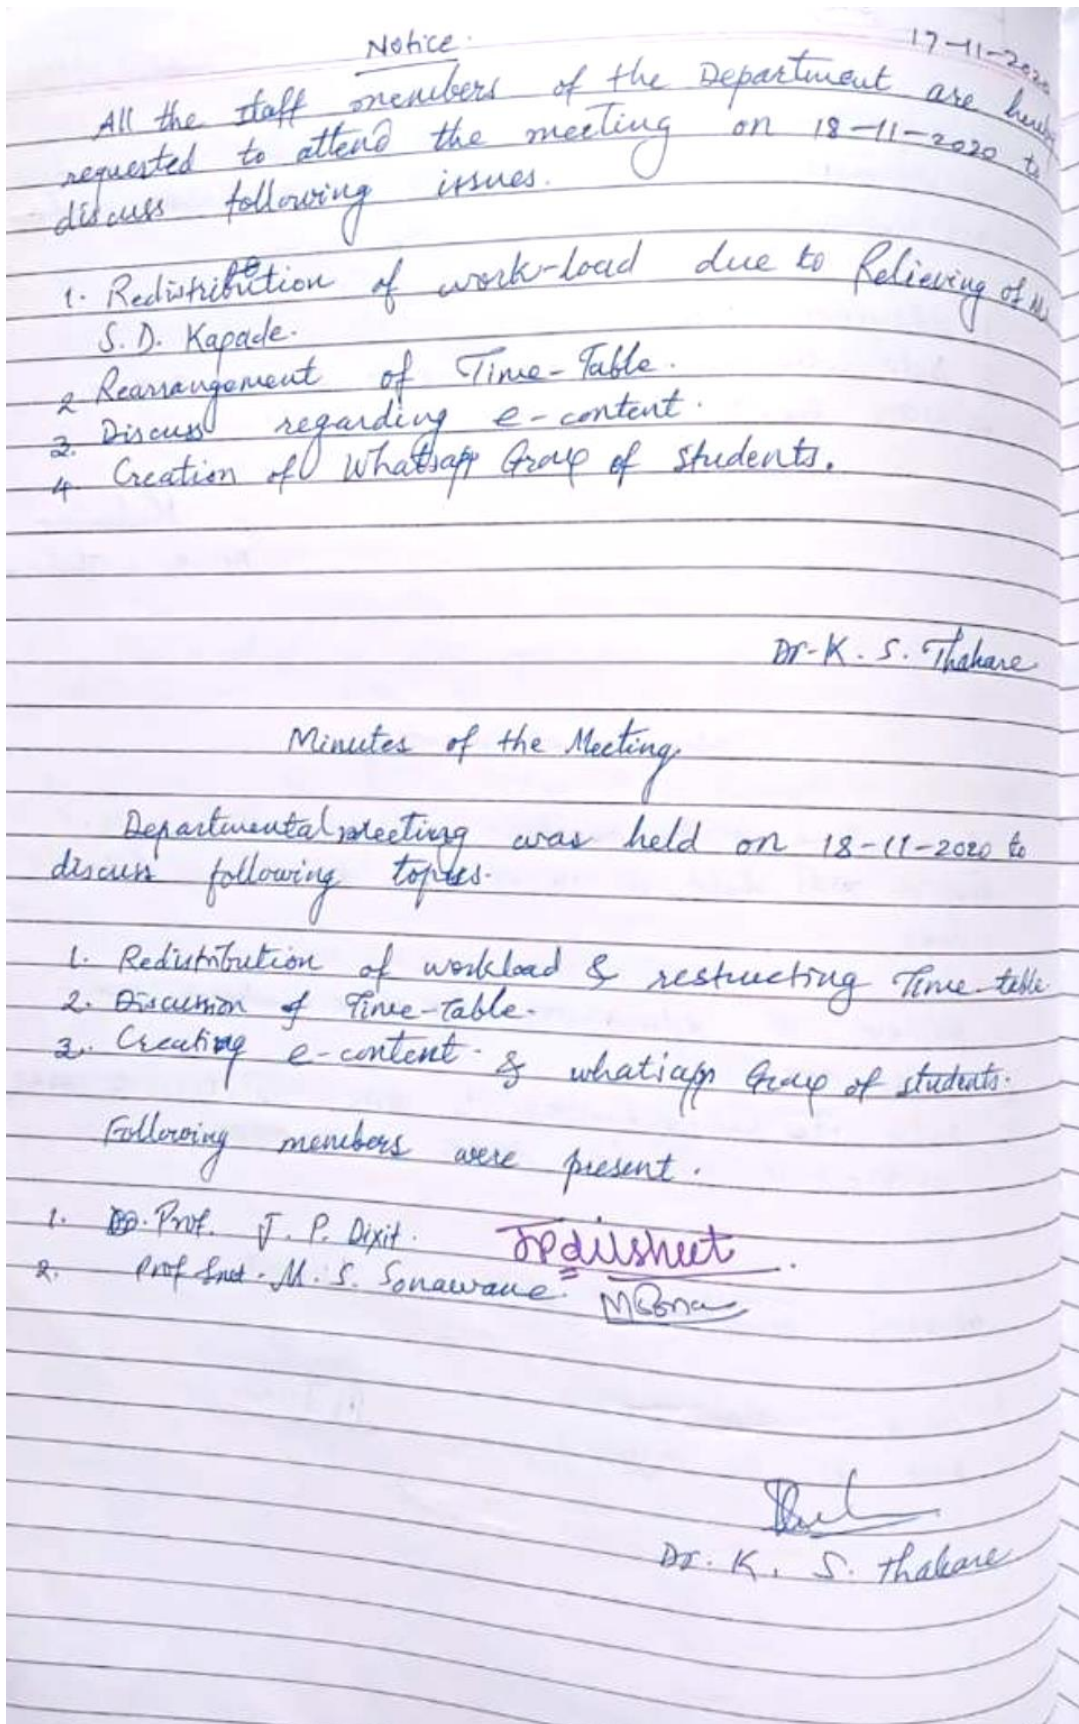 Notice.
17-11-2020
All the staff members of the Department are hereby
requested to attend the meeting on 18-11-2020 to
discuss following issues.
1. Redistribution of work-load due to Relieving of
S. D. Kapade.
2 Rearrangement of Time-Table.
3. Discuss regarding e-content.
4. Creation of Whatsapp Group of students.
Dr. K. S. Thakare
Minutes of the Meeting
Departmental meeting was held on 18-11-2020 to
discuss following topics.
1. Redistribution of workload & restructing Time-table
2. Discussion of Time-Table.
3. Creating e-content. & whatsapp Group of students.
Following members were present.
1. Prof. J. P. Dixit.
2. Prof Smt. M. S. Sonawane.
Dr. K. S. Thakare